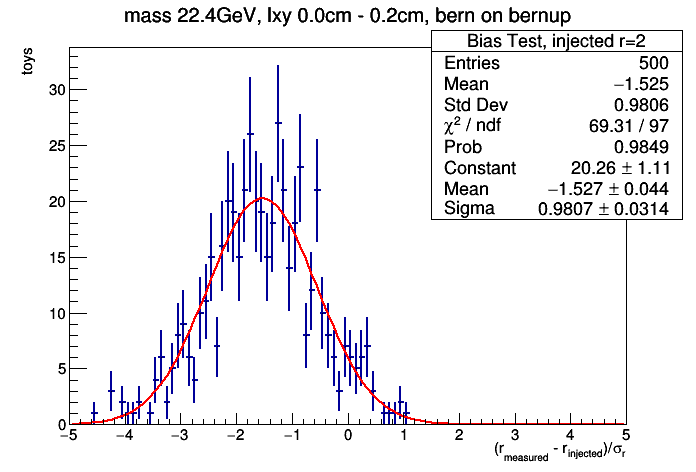 mass 22.4GeV, lxy 0.0cm - 0.2cm, bern on bernup
toys
Bias Test, injected r=2
Entries 500
Mean −1.525
Std Dev 0.9806
χ² / ndf 69.31 / 97
Prob 0.9849
Constant 20.26 ± 1.11
Mean −1.527 ± 0.044
Sigma 0.9807 ± 0.0314
30
25
20
15
10
5
0
−5 −4 −3 −2 −1 0 1 2 3 4 5
(r_measured - r_injected)/σ_r